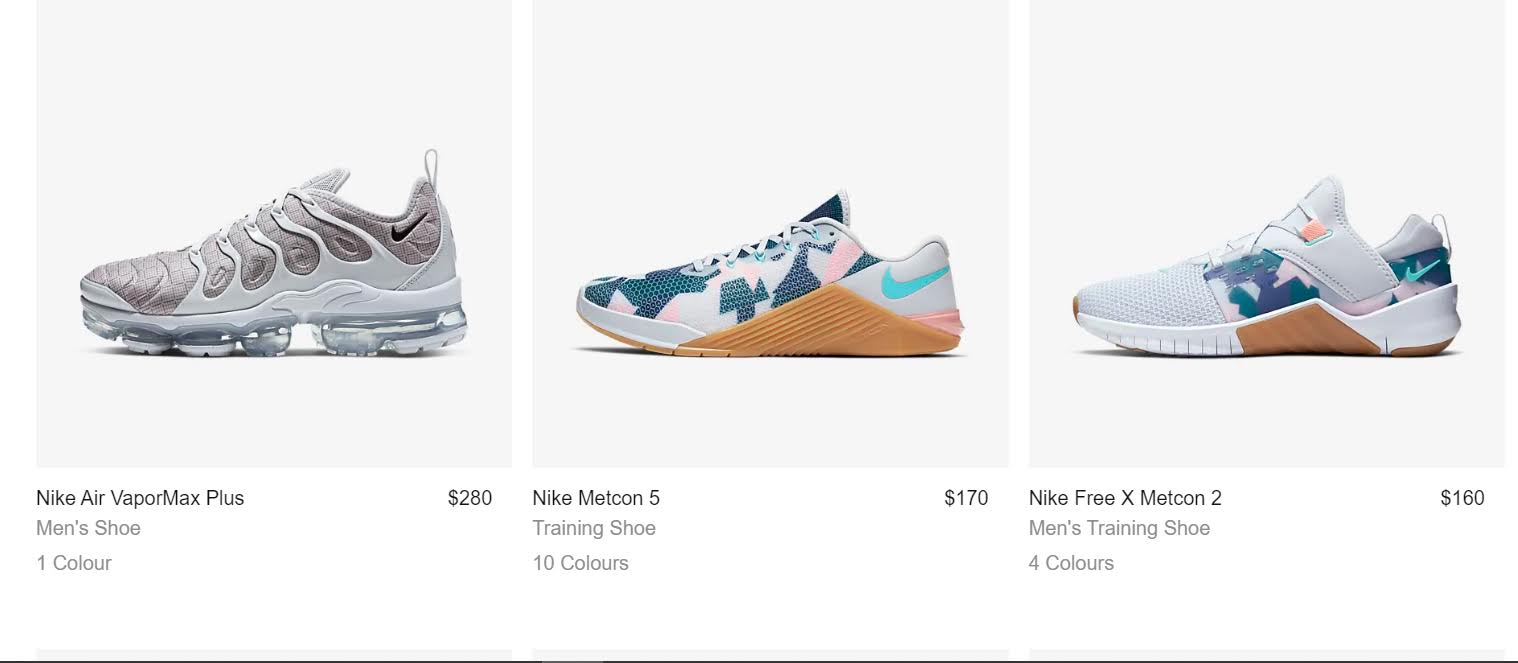 Nike Air VaporMax Plus $280
Men's Shoe
1 Colour
Nike Metcon 5 $170
Training Shoe
10 Colours
Nike Free X Metcon 2 $160
Men's Training Shoe
4 Colours